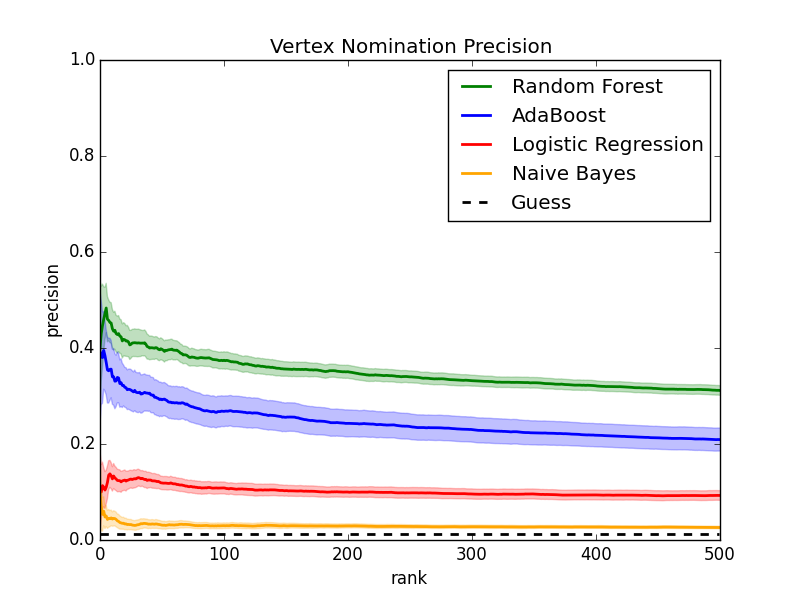 Vertex Nomination Precision
1.0
0.8
0.6
0.4
0.2
0.0
precision
Random Forest
AdaBoost
Logistic Regression
Naive Bayes
Guess
0 100 200 300 400 500
rank